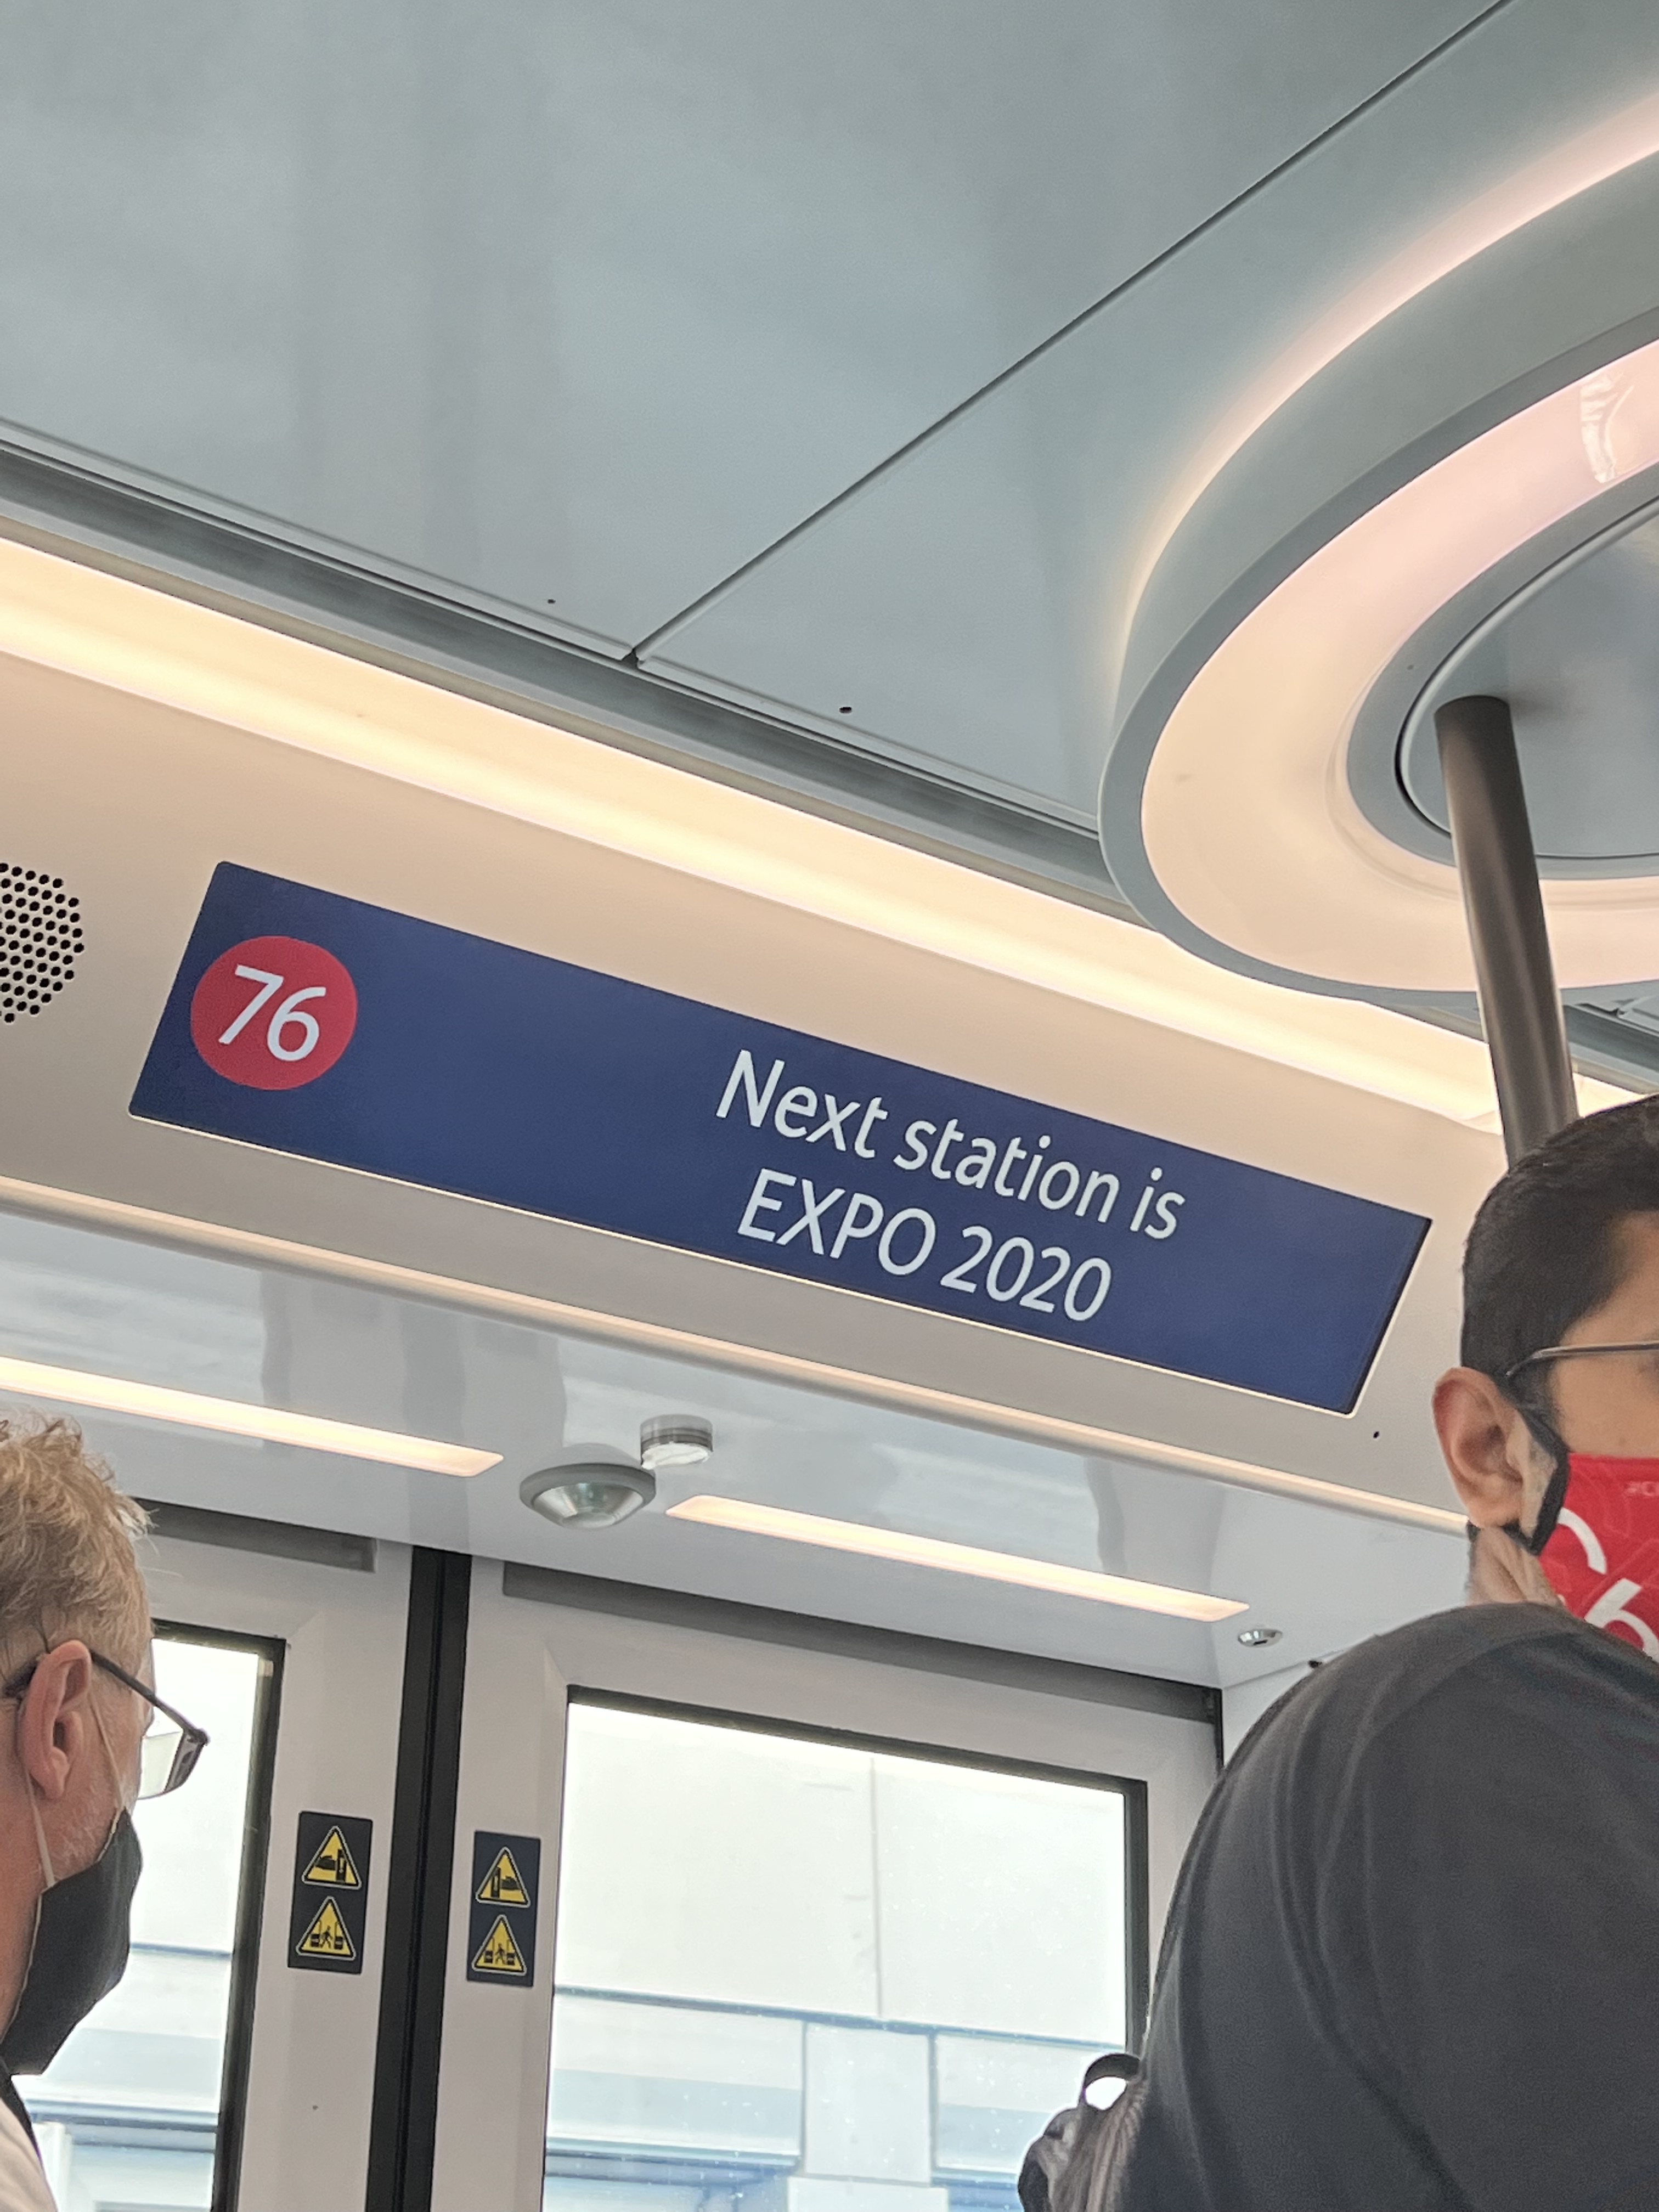 76
Next station is
EXPO 2020